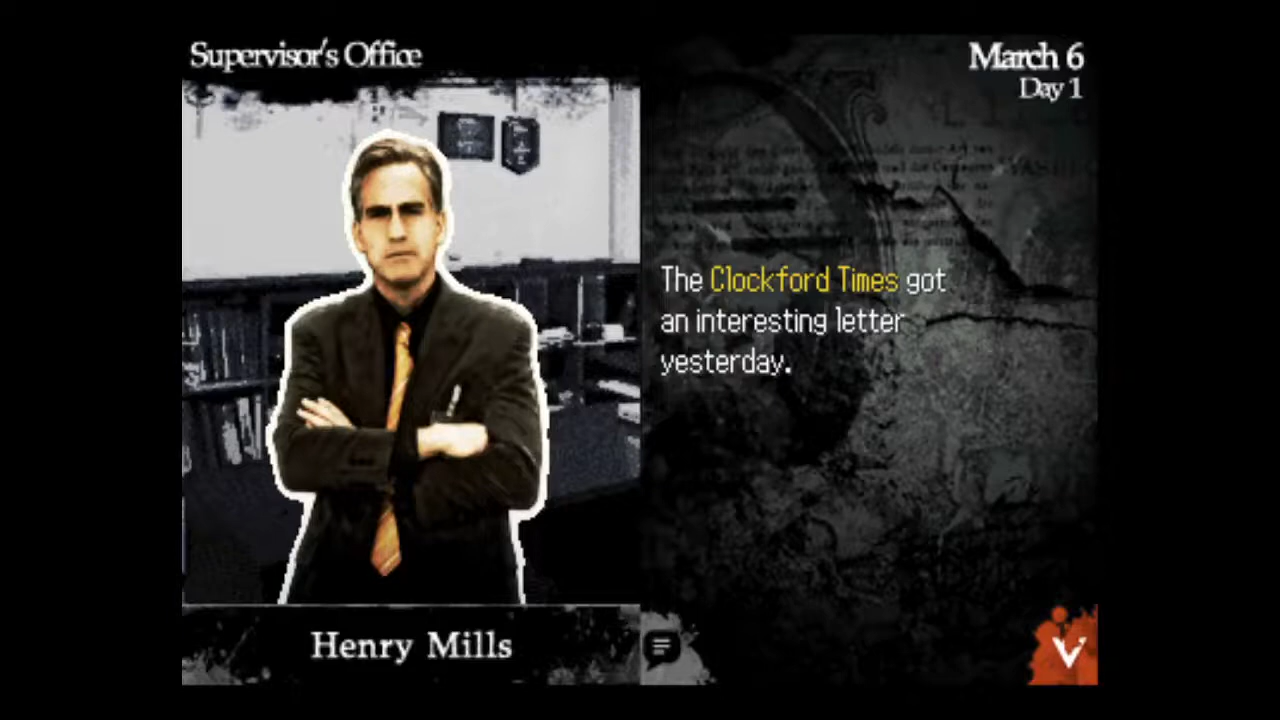 Supervisor's Office
March 6
Day 1
The Clockford Times got
an interesting letter
yesterday.
Henry Mills